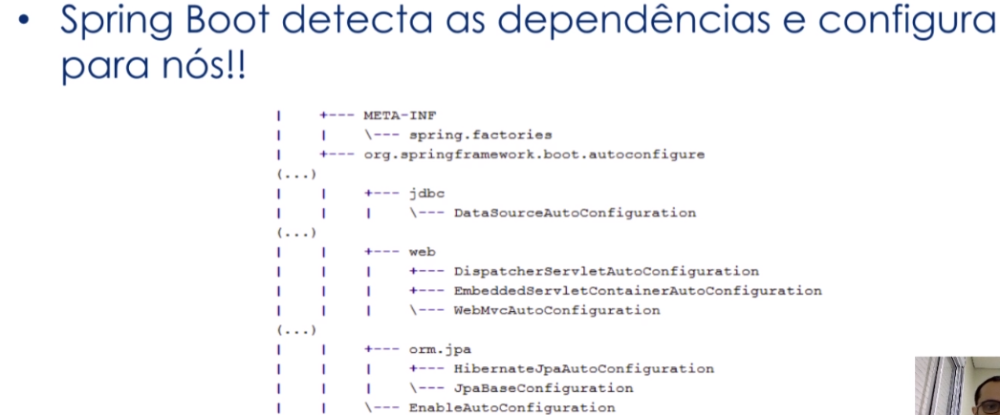 • Spring Boot detecta as dependências e configura
para nós!!
|    +--- META-INF
|    |    \--- spring.factories
|    +--- org.springframework.boot.autoconfigure
(...)
|    |    +--- jdbc
|    |    |    \--- DataSourceAutoConfiguration
(...)
|    |    +--- web
|    |    |    +--- DispatcherServletAutoConfiguration
|    |    |    +--- EmbeddedServletContainerAutoConfiguration
|    |    |    \--- WebMvcAutoConfiguration
(...)
|    |    +--- orm.jpa
|    |    |    +--- HibernateJpaAutoConfiguration
|    |    |    \--- JpaBaseConfiguration
|    |    \--- EnableAutoConfiguration